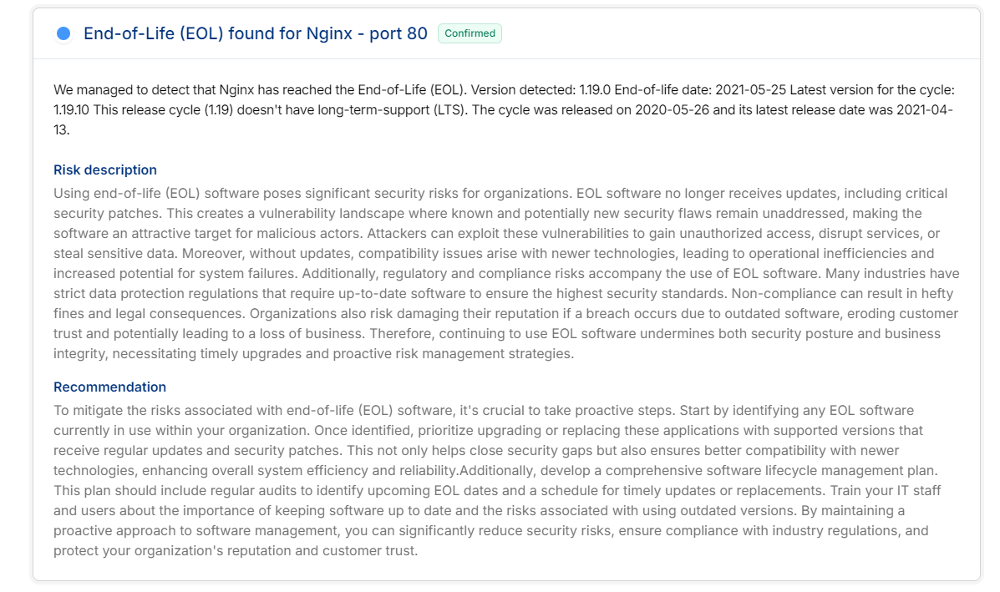 End-of-Life (EOL) found for Nginx - port 80 Confirmed
We managed to detect that Nginx has reached the End-of-Life (EOL). Version detected: 1.19.0 End-of-life date: 2021-05-25 Latest version for the cycle:
1.19.10 This release cycle (1.19) doesn't have long-term-support (LTS). The cycle was released on 2020-05-26 and its latest release date was 2021-04-
13.
Risk description
Using end-of-life (EOL) software poses significant security risks for organizations. EOL software no longer receives updates, including critical
security patches. This creates a vulnerability landscape where known and potentially new security flaws remain unaddressed, making the
software an attractive target for malicious actors. Attackers can exploit these vulnerabilities to gain unauthorized access, disrupt services, or
steal sensitive data. Moreover, without updates, compatibility issues arise with newer technologies, leading to operational inefficiencies and
increased potential for system failures. Additionally, regulatory and compliance risks accompany the use of EOL software. Many industries have
strict data protection regulations that require up-to-date software to ensure the highest security standards. Non-compliance can result in hefty
fines and legal consequences. Organizations also risk damaging their reputation if a breach occurs due to outdated software, eroding customer
trust and potentially leading to a loss of business. Therefore, continuing to use EOL software undermines both security posture and business
integrity, necessitating timely upgrades and proactive risk management strategies.
Recommendation
To mitigate the risks associated with end-of-life (EOL) software, it's crucial to take proactive steps. Start by identifying any EOL software
currently in use within your organization. Once identified, prioritize upgrading or replacing these applications with supported versions that
receive regular updates and security patches. This not only helps close security gaps but also ensures better compatibility with newer
technologies, enhancing overall system efficiency and reliability.Additionally, develop a comprehensive software lifecycle management plan.
This plan should include regular audits to identify upcoming EOL dates and a schedule for timely updates or replacements. Train your IT staff
and users about the importance of keeping software up to date and the risks associated with using outdated versions. By maintaining a
proactive approach to software management, you can significantly reduce security risks, ensure compliance with industry regulations, and
protect your organization's reputation and customer trust.